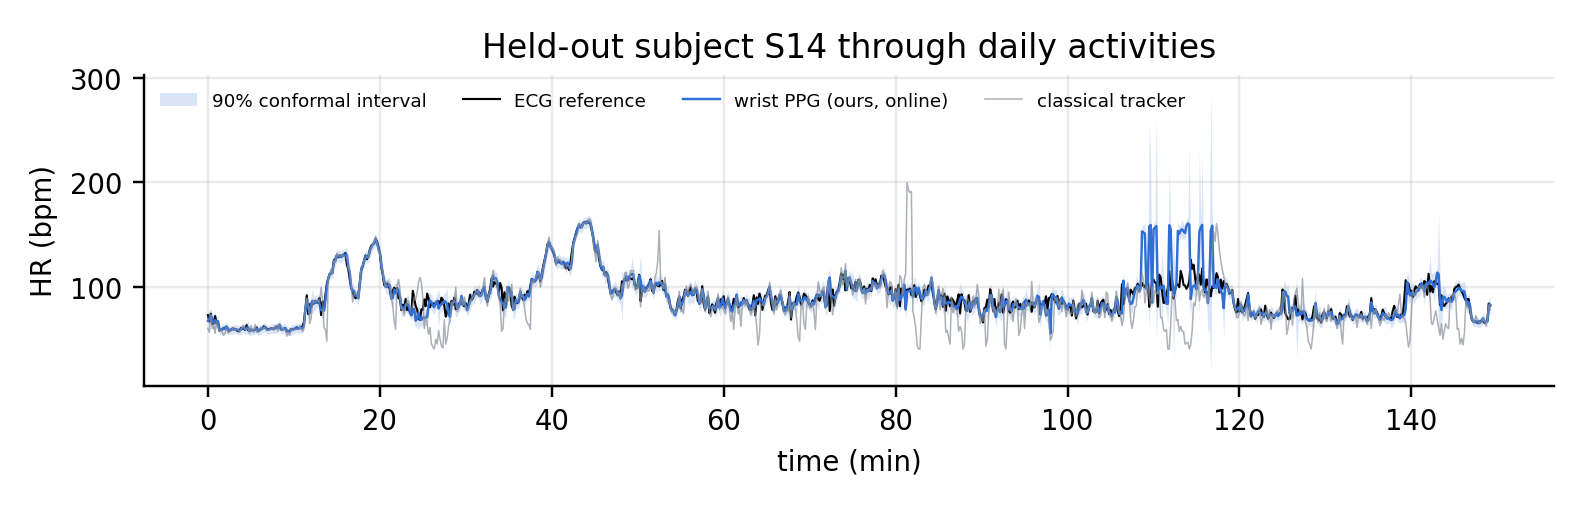 Held-out subject S14 through daily activities
90% conformal interval
ECG reference
wrist PPG (ours, online)
classical tracker
HR (bpm)
300
200
100
0
20
40
60
80
100
120
140
time (min)